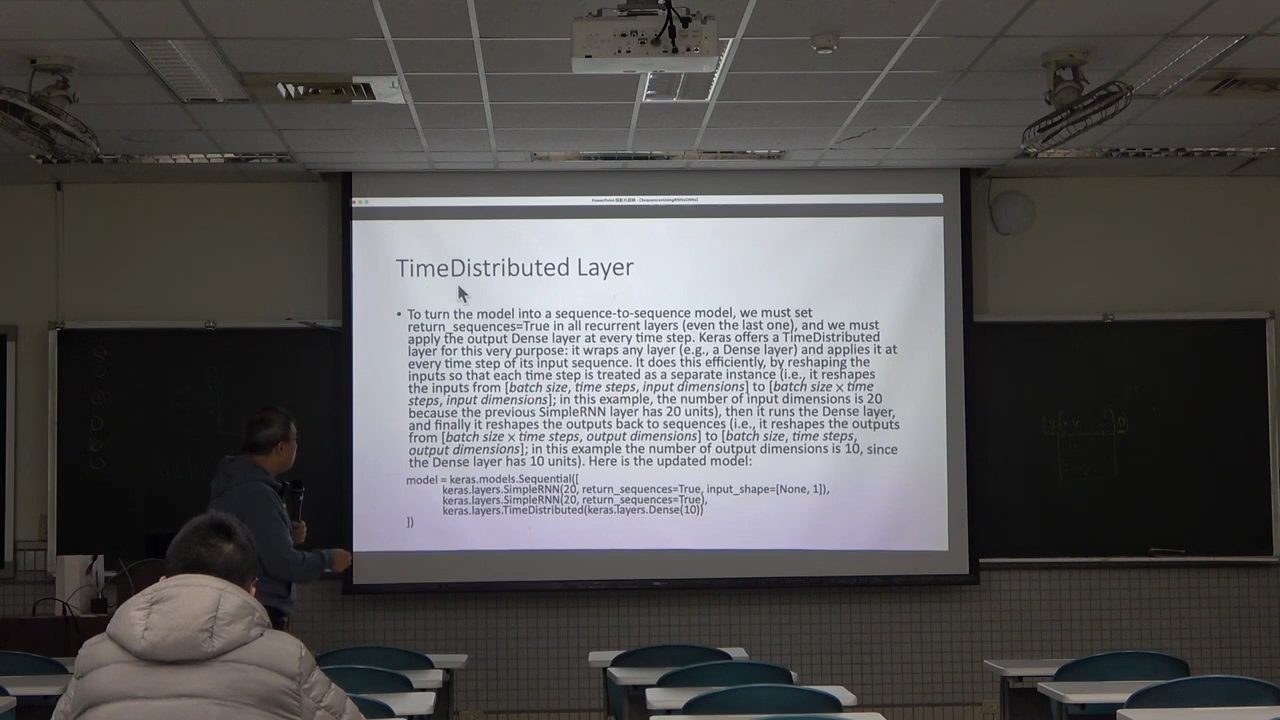 TimeDistributed Layer
• To turn the model into a sequence-to-sequence model, we must set
return_sequences=True in all recurrent layers (even the last one), and we must
apply the output Dense layer at every time step. Keras offers a TimeDistributed
layer for this very purpose: it wraps any layer (e.g., a Dense layer) and applies it at
every time step of its input sequence. It does this efficiently, by reshaping the
inputs so that each time step is treated as a separate instance (i.e., it reshapes
the inputs from [batch size, time steps, input dimensions] to [batch size × time
steps, input dimensions]; in this example, the number of input dimensions is 20
because the previous SimpleRNN layer has 20 units), then it runs the Dense layer,
and finally it reshapes the outputs back to sequences (i.e., it reshapes the outputs
from [batch size × time steps, output dimensions] to [batch size, time steps,
output dimensions]; in this example the number of output dimensions is 10, since
the Dense layer has 10 units). Here is the updated model:
model = keras.models.Sequential([
keras.layers.SimpleRNN(20, return_sequences=True, input_shape=[None, 1]),
keras.layers.SimpleRNN(20, return_sequences=True),
keras.layers.TimeDistributed(keras.layers.Dense(10))
])